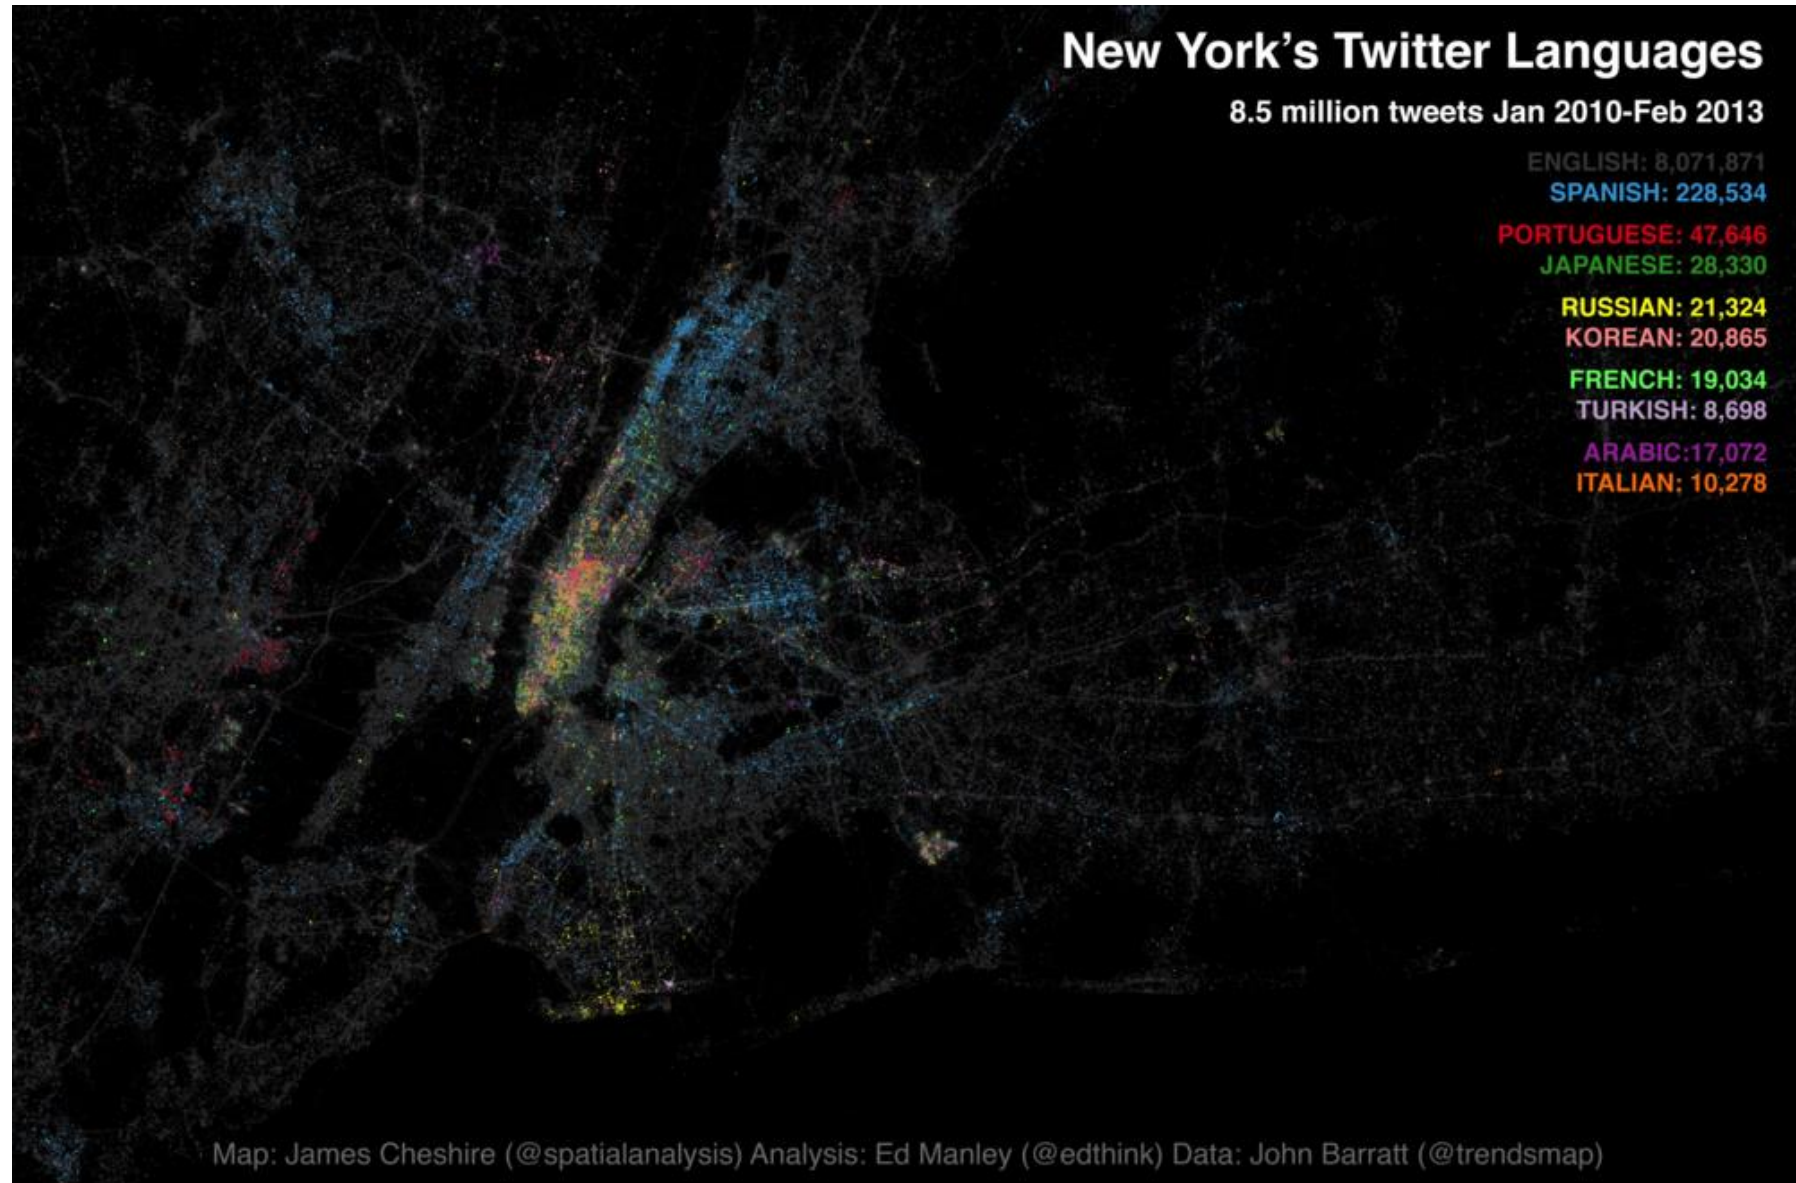 New York's Twitter Languages
8.5 million tweets Jan 2010-Feb 2013
ENGLISH: 8,071,871
SPANISH: 228,534
PORTUGUESE: 47,646
JAPANESE: 28,330
RUSSIAN: 21,324
KOREAN: 20,865
FRENCH: 19,034
TURKISH: 8,698
ARABIC:17,072
ITALIAN: 10,278
Map: James Cheshire (@spatialanalysis) Analysis: Ed Manley (@edthink) Data: John Barratt (@trendsmap)